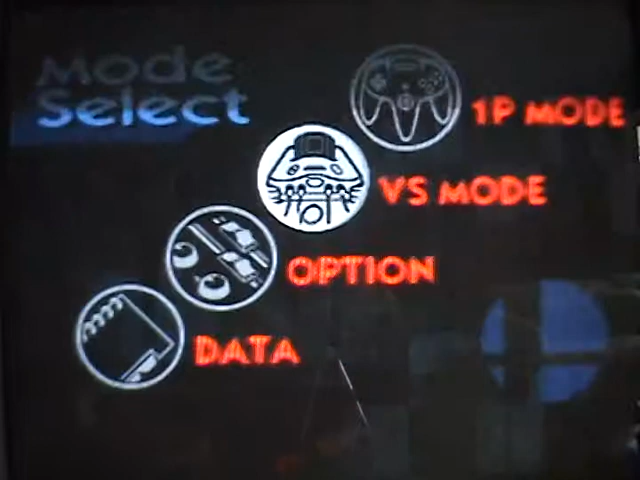 Mode
Select
1P MODE
VS MODE
OPTION
DATA